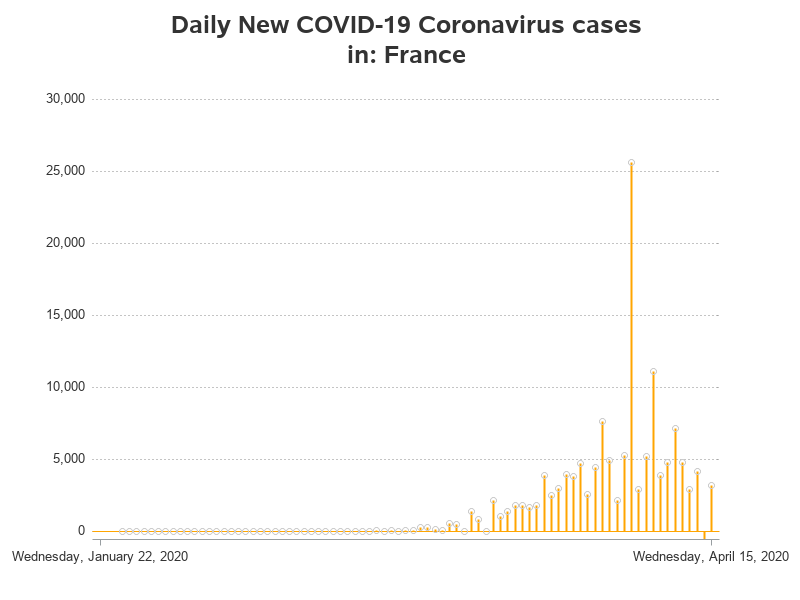 Daily New COVID-19 Coronavirus cases
in: France
30,000
25,000
20,000
15,000
10,000
5,000
0
Wednesday, January 22, 2020
Wednesday, April 15, 2020